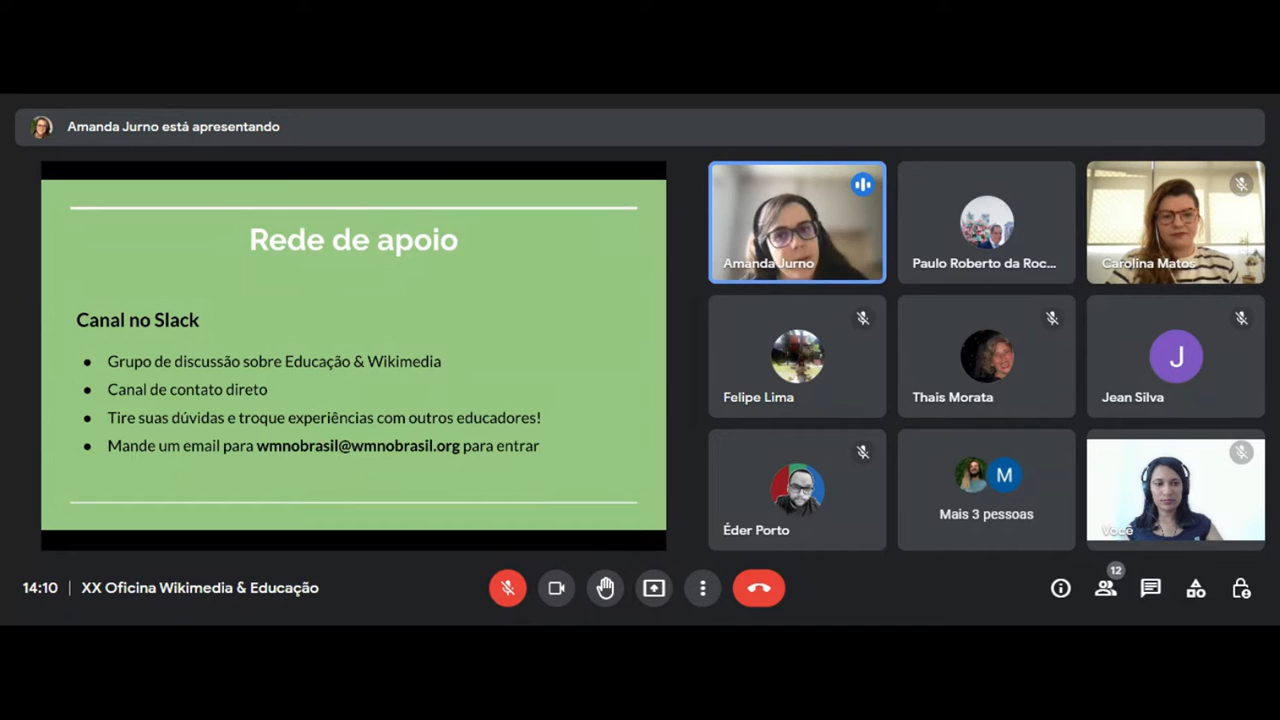 Amanda Jurno está apresentando
Rede de apoio
Canal no Slack
● Grupo de discussão sobre Educação & Wikimedia
● Canal de contato direto
● Tire suas dúvidas e troque experiências com outros educadores!
● Mande um email para wmnobrasil@wmnobrasil.org para entrar
Amanda Jurno
Paulo Roberto da Roc...
Carolina Matos
Felipe Lima
Thais Morata
J
Jean Silva
Éder Porto
M
Mais 3 pessoas
Você
14:10 | XX Oficina Wikimedia & Educação
12